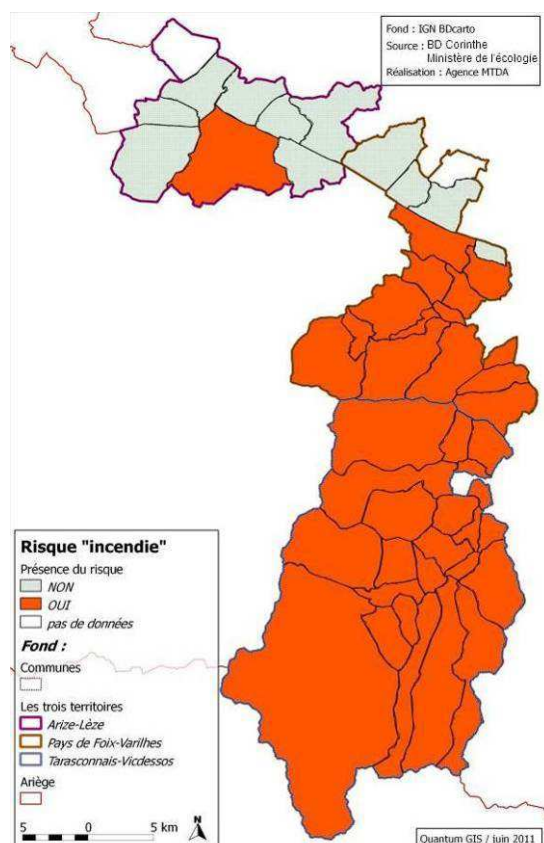 Fond : IGN BDcarto
Source : BD Corinthe
Ministère de l'écologie
Réalisation : Agence MTDA
Risque "incendie"
Présence du risque
NON
OUI
pas de données
Fond :
Communes
Les trois territoires
Arize-Lèze
Pays de Foix-Varilhes
Tarasconnais-Vicdessos
Ariège
5 0 5 km
N
Quantum GIS / juin 2011